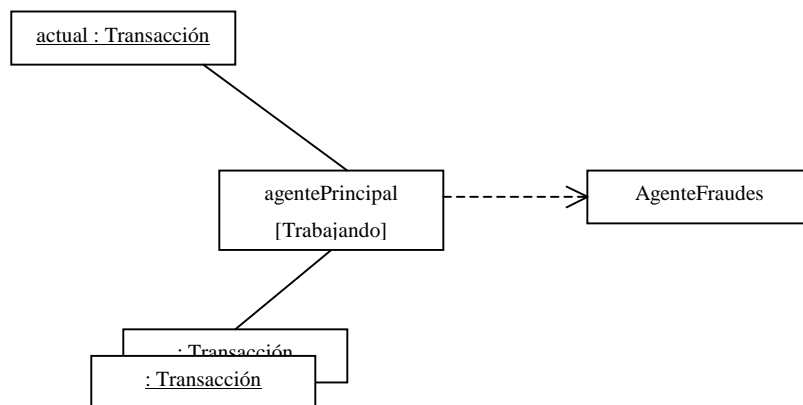 actual : Transacción
agentePrincipal
[Trabajando]
AgenteFraudes
: Transacción
: Transacción